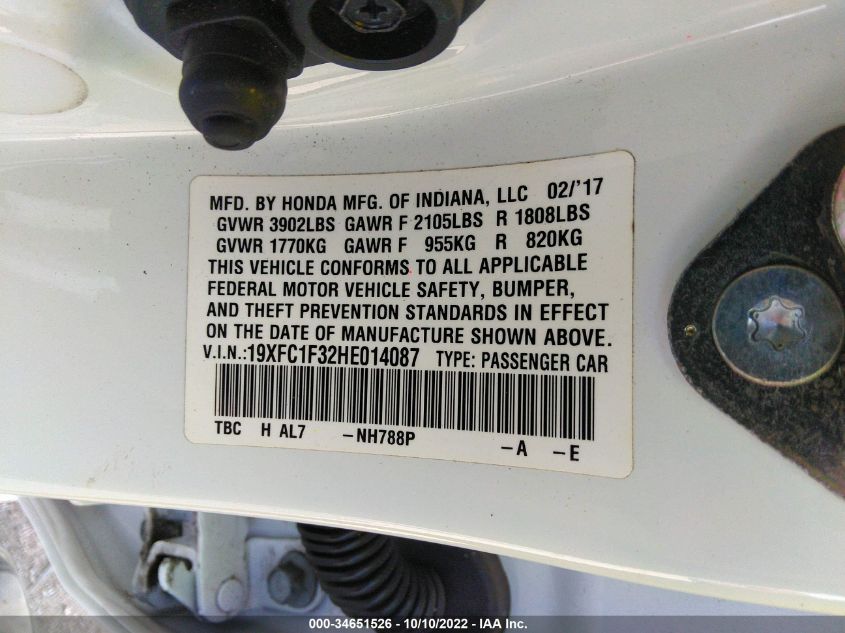 MFD. BY HONDA MFG. OF INDIANA, LLC 02/'17
GVWR 3902LBS GAWR F 2105LBS R 1808LBS
GVWR 1770KG GAWR F 955KG R 820KG
THIS VEHICLE CONFORMS TO ALL APPLICABLE
FEDERAL MOTOR VEHICLE SAFETY, BUMPER,
AND THEFT PREVENTION STANDARDS IN EFFECT
ON THE DATE OF MANUFACTURE SHOWN ABOVE.
V.I.N.:19XFC1F32HE014087 TYPE: PASSENGER CAR
TBC H AL7 -NH788P -A -E
000-34651526 - 10/10/2022 - IAA Inc.